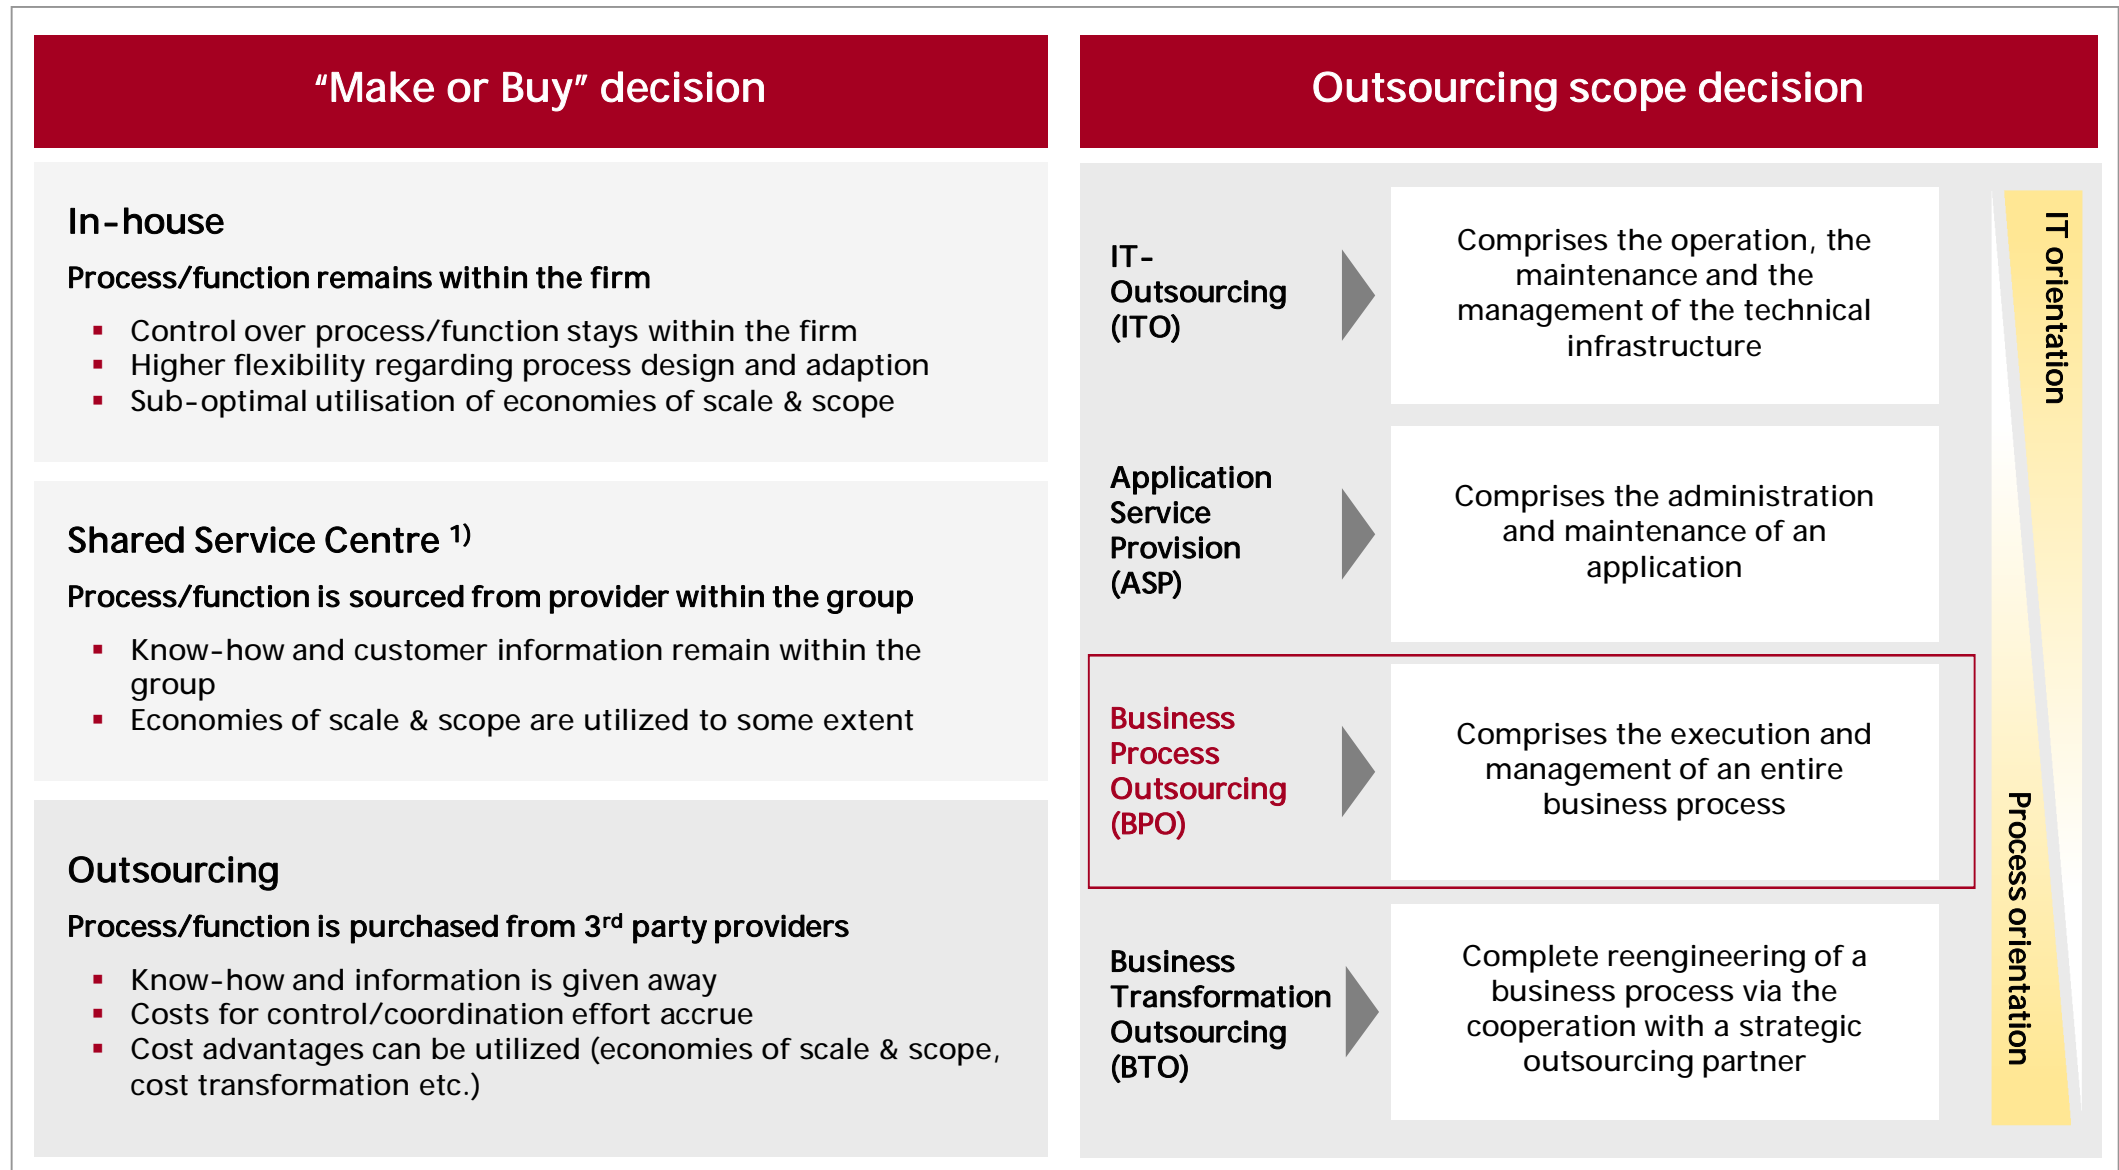 “Make or Buy” decision
In-house
Process/function remains within the firm
▪ Control over process/function stays within the firm
▪ Higher flexibility regarding process design and adaption
▪ Sub-optimal utilisation of economies of scale & scope
Shared Service Centre 1)
Process/function is sourced from provider within the group
▪ Know-how and customer information remain within the
group
▪ Economies of scale & scope are utilized to some extent
Outsourcing
Process/function is purchased from 3rd party providers
▪ Know-how and information is given away
▪ Costs for control/coordination effort accrue
▪ Cost advantages can be utilized (economies of scale & scope,
cost transformation etc.)
Outsourcing scope decision
IT-
Outsourcing
(ITO)
Comprises the operation, the
maintenance and the
management of the technical
infrastructure
Application
Service
Provision
(ASP)
Comprises the administration
and maintenance of an
application
Business
Process
Outsourcing
(BPO)
Comprises the execution and
management of an entire
business process
Business
Transformation
Outsourcing
(BTO)
Complete reengineering of a
business process via the
cooperation with a strategic
outsourcing partner
IT orientation
Process orientation